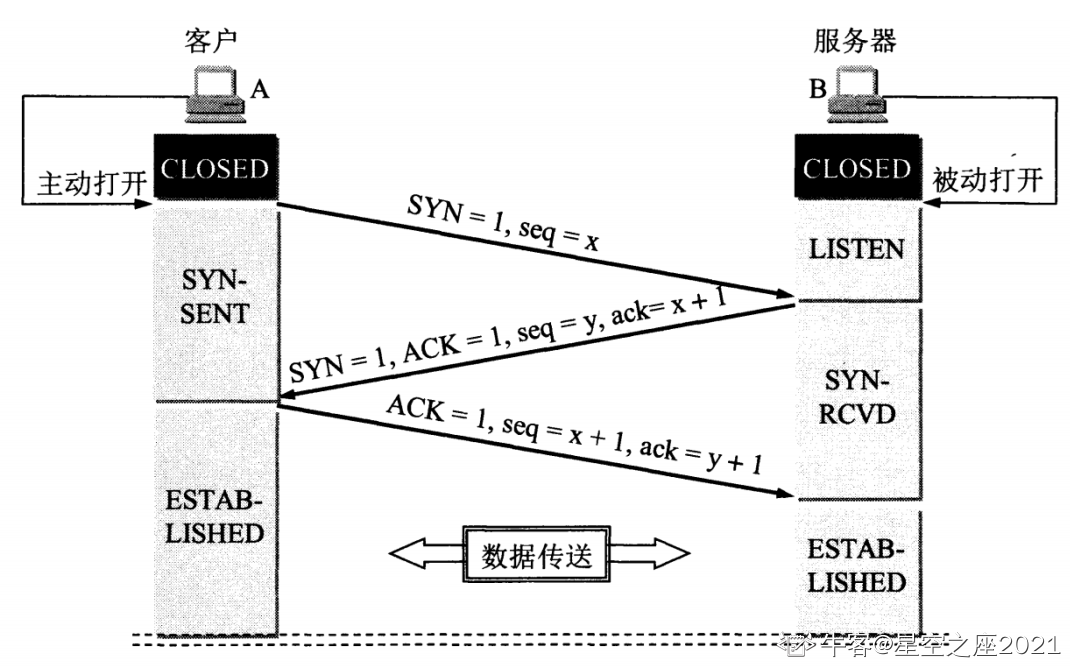 客户
服务器
A
B
CLOSED
CLOSED
主动打开
被动打开
SYN = 1, seq = x
LISTEN
SYN-
SENT
SYN = 1, ACK = 1, seq = y, ack= x + 1
SYN-
RCVD
ACK = 1, seq = x + 1, ack = y + 1
ESTAB-
LISHED
数据传送
ESTAB-
LISHED
牛客@星空之座2021